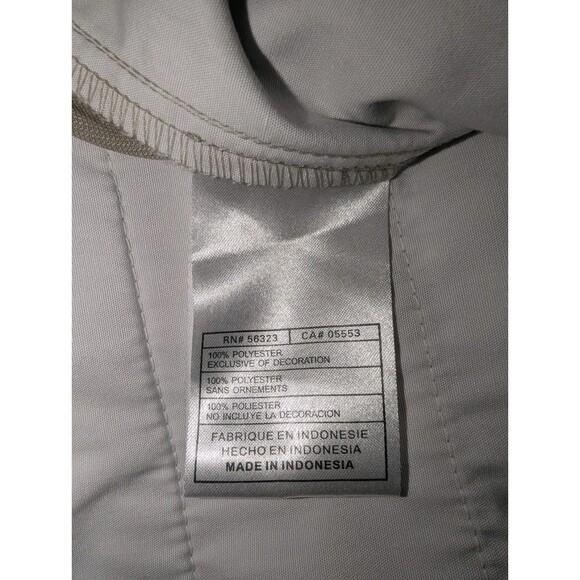 RN# 56323 CA# 05553
100% POLYESTER
EXCLUSIVE OF DECORATION
100% POLYESTER
SANS ORNEMENTS
100% POLIESTER
NO INCLUYE LA DECORACION
FABRIQUE EN INDONESIE
HECHO EN INDONESIA
MADE IN INDONESIA